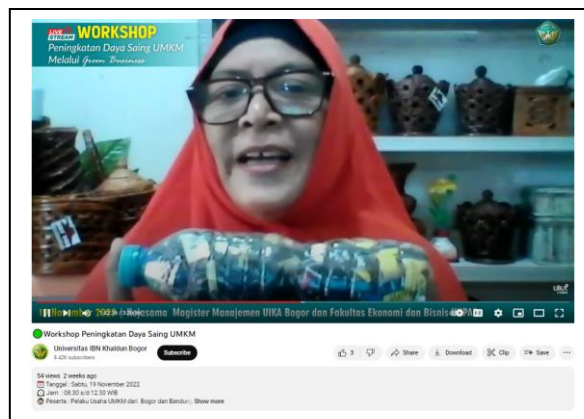 LIVE STREAM WORKSHOP
Peningkatan Daya Saing UMKM
Melalui Green Business
Magister Manajemen UIKA Bogor dan Fakultas Ekonomi dan Bisnis
Workshop Peningkatan Daya Saing UMKM
Universitas IBN Khaldun Bogor
5.42K subscribers
Subscribe
3
Share
Download
Clip
Save
54 views 2 weeks ago
Tanggal : Sabtu, 19 November 2022
Jam : 08.30 s/d 12.30 WIB
Peserta : Pelaku Usaha UMKM dari Bogor dan Bandun; Show more